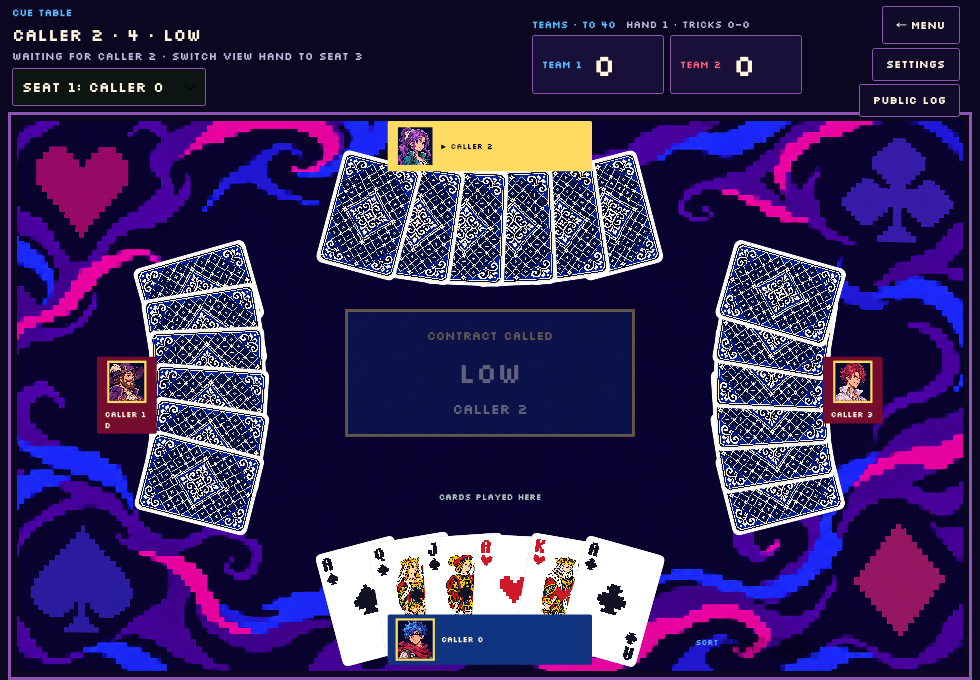 CUE TABLE
CALLER 2 · 4 · LOW
WAITING FOR CALLER 2 · SWITCH VIEW HAND TO SEAT 3
SEAT 1: CALLER 0
TEAMS · TO 40 HAND 1 · TRICKS 0-0
TEAM 1 0
TEAM 2 0
← MENU
SETTINGS
PUBLIC LOG
▶ CALLER 2
CONTRACT CALLED
LOW
CALLER 2
CALLER 1
D
CALLER 3
CARDS PLAYED HERE
A Q J A K A
A
CALLER 0
SORT